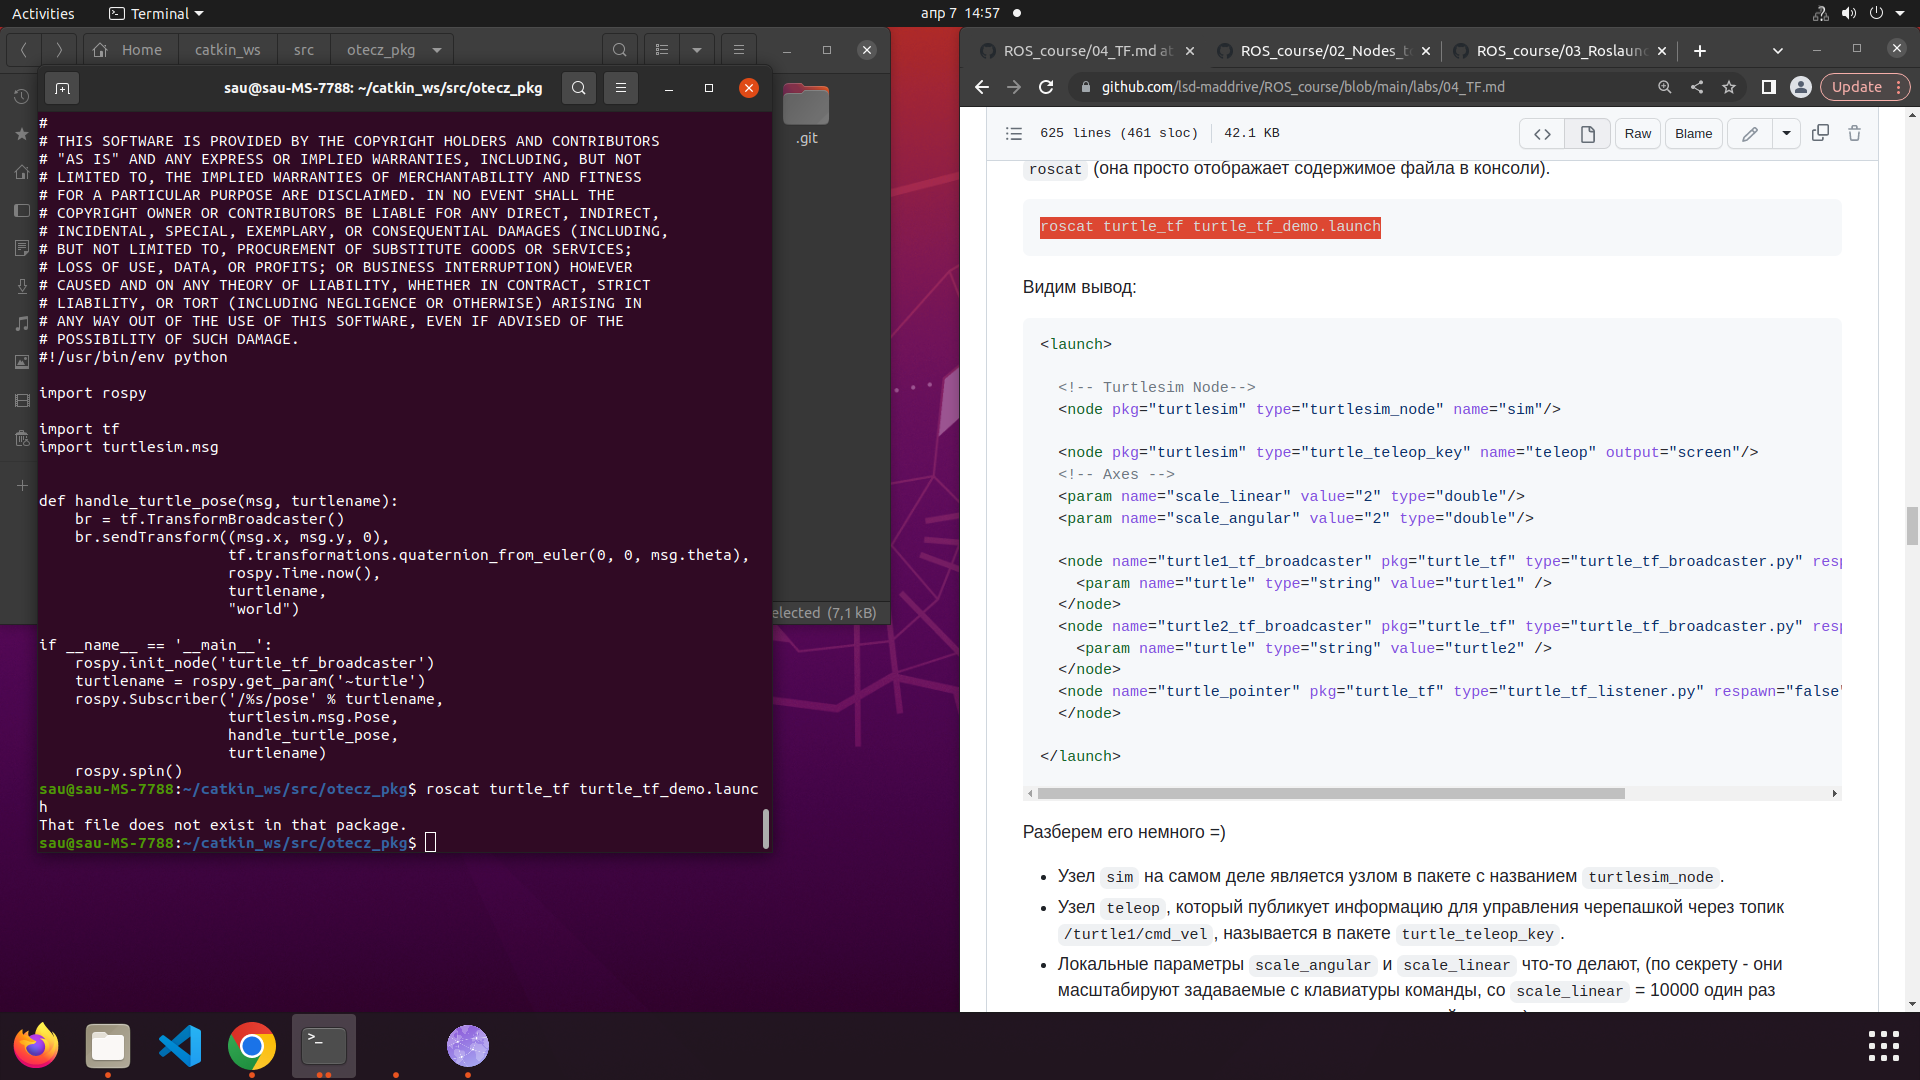 Activities
Terminal
апр 7 14:57
Home
catkin_ws
src
otecz_pkg
.git
elected (7,1 kB)
sau@sau-MS-7788: ~/catkin_ws/src/otecz_pkg
#
# THIS SOFTWARE IS PROVIDED BY THE COPYRIGHT HOLDERS AND CONTRIBUTORS
# "AS IS" AND ANY EXPRESS OR IMPLIED WARRANTIES, INCLUDING, BUT NOT
# LIMITED TO, THE IMPLIED WARRANTIES OF MERCHANTABILITY AND FITNESS
# FOR A PARTICULAR PURPOSE ARE DISCLAIMED. IN NO EVENT SHALL THE
# COPYRIGHT OWNER OR CONTRIBUTORS BE LIABLE FOR ANY DIRECT, INDIRECT,
# INCIDENTAL, SPECIAL, EXEMPLARY, OR CONSEQUENTIAL DAMAGES (INCLUDING,
# BUT NOT LIMITED TO, PROCUREMENT OF SUBSTITUTE GOODS OR SERVICES;
# LOSS OF USE, DATA, OR PROFITS; OR BUSINESS INTERRUPTION) HOWEVER
# CAUSED AND ON ANY THEORY OF LIABILITY, WHETHER IN CONTRACT, STRICT
# LIABILITY, OR TORT (INCLUDING NEGLIGENCE OR OTHERWISE) ARISING IN
# ANY WAY OUT OF THE USE OF THIS SOFTWARE, EVEN IF ADVISED OF THE
# POSSIBILITY OF SUCH DAMAGE.
#!/usr/bin/env python
import rospy
import tf
import turtlesim.msg
def handle_turtle_pose(msg, turtlename):
br = tf.TransformBroadcaster()
br.sendTransform((msg.x, msg.y, 0),
tf.transformations.quaternion_from_euler(0, 0, msg.theta),
rospy.Time.now(),
turtlename,
"world")
if __name__ == '__main__':
rospy.init_node('turtle_tf_broadcaster')
turtlename = rospy.get_param('~turtle')
rospy.Subscriber('/%s/pose' % turtlename,
turtlesim.msg.Pose,
handle_turtle_pose,
turtlename)
rospy.spin()
sau@sau-MS-7788:~/catkin_ws/src/otecz_pkg$ roscat turtle_tf turtle_tf_demo.launc
h
That file does not exist in that package.
sau@sau-MS-7788:~/catkin_ws/src/otecz_pkg$
ROS_course/04_TF.md at
ROS_course/02_Nodes_t
ROS_course/03_Roslaunc
github.com/lsd-maddrive/ROS_course/blob/main/labs/04_TF.md
Update
625 lines (461 sloc)
42.1 KB
Raw
Blame
roscat (она просто отображает содержимое файла в консоли).
roscat turtle_tf turtle_tf_demo.launch
Видим вывод:
<launch>
<!-- Turtlesim Node-->
<node pkg="turtlesim" type="turtlesim_node" name="sim"/>
<node pkg="turtlesim" type="turtle_teleop_key" name="teleop" output="screen"/>
<!-- Axes -->
<param name="scale_linear" value="2" type="double"/>
<param name="scale_angular" value="2" type="double"/>
<node name="turtle1_tf_broadcaster" pkg="turtle_tf" type="turtle_tf_broadcaster.py" resp
<param name="turtle" type="string" value="turtle1" />
</node>
<node name="turtle2_tf_broadcaster" pkg="turtle_tf" type="turtle_tf_broadcaster.py" resp
<param name="turtle" type="string" value="turtle2" />
</node>
<node name="turtle_pointer" pkg="turtle_tf" type="turtle_tf_listener.py" respawn="false"
</node>
</launch>
Разберем его немного =)
• Узел sim на самом деле является узлом в пакете с названием turtlesim_node.
• Узел teleop, который публикует информацию для управления черепашкой через топик
/turtle1/cmd_vel, называется в пакете turtle_teleop_key.
• Локальные параметры scale_angular и scale_linear что-то делают, (по секрету - они
масштабируют задаваемые с клавиатуры команды, со scale_linear = 10000 один раз